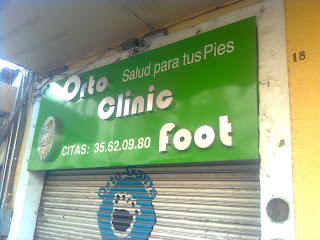 Orto
Salud para tus Pies
Clinic
CITAS: 35.62.09.80
foot
18